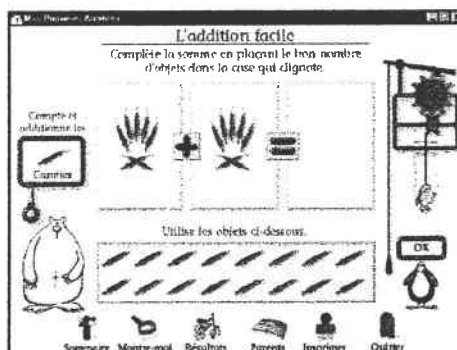 L'addition facile
Complète la somme en plaçant le bon nombre
d'objets dans la case qui clignote.
Compte et
additionne les
Carottes
Utilise les objets ci-dessous.
OK
Sommaire Montre-moi Résultats Parents Imprimer Quitter